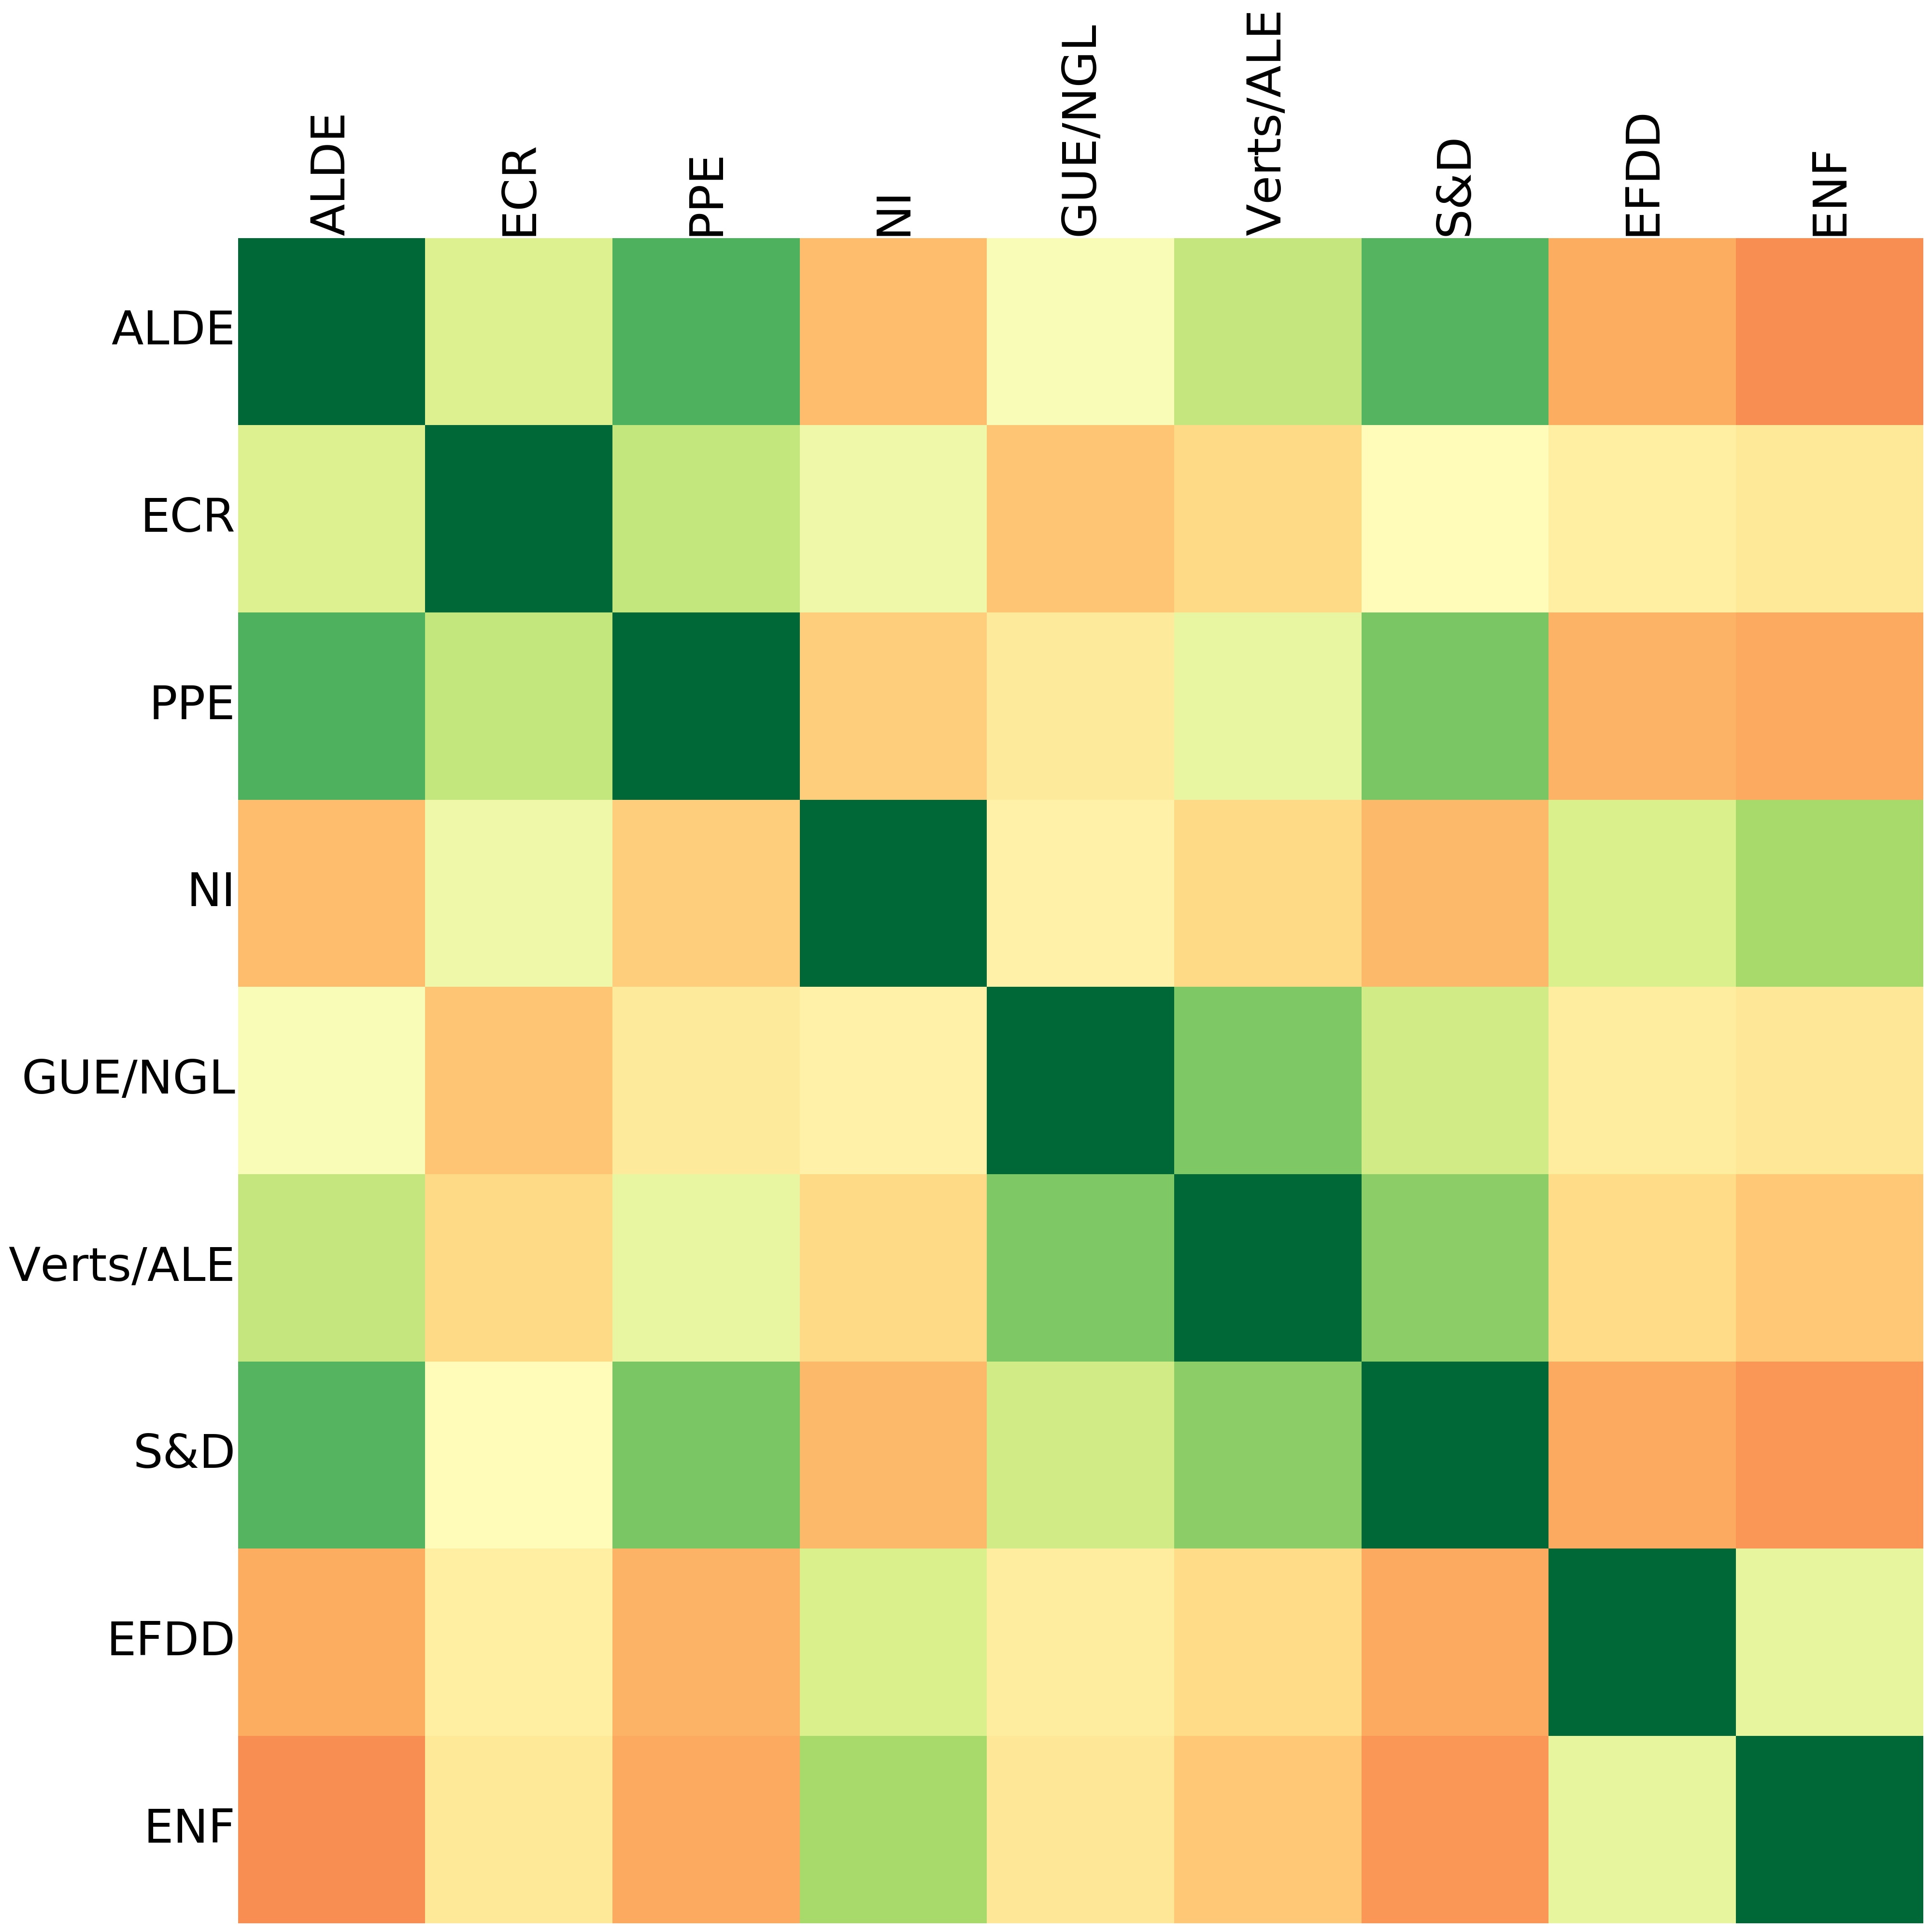 ALDE
ECR
PPE
NI
GUE/NGL
Verts/ALE
S&D
EFDD
ENF
ALDE
ECR
PPE
NI
GUE/NGL
Verts/ALE
S&D
EFDD
ENF